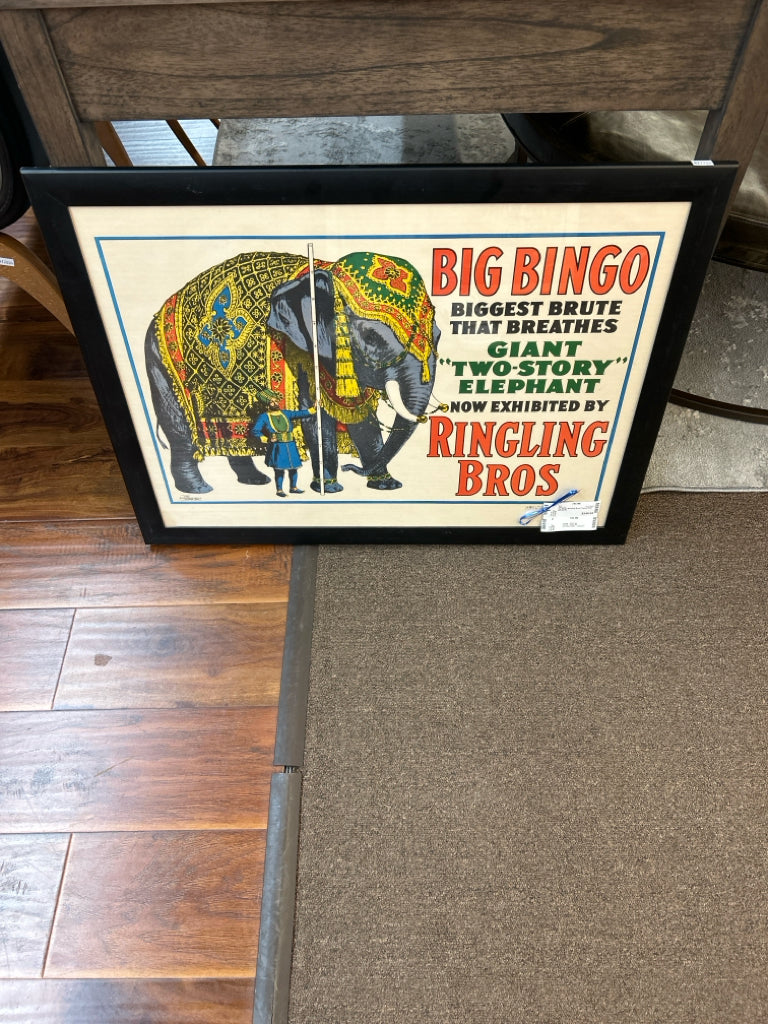 BIG BINGO
BIGGEST BRUTE
THAT BREATHES
GIANT
"TWO-STORY"
ELEPHANT
NOW EXHIBITED BY
RINGLING
BROS